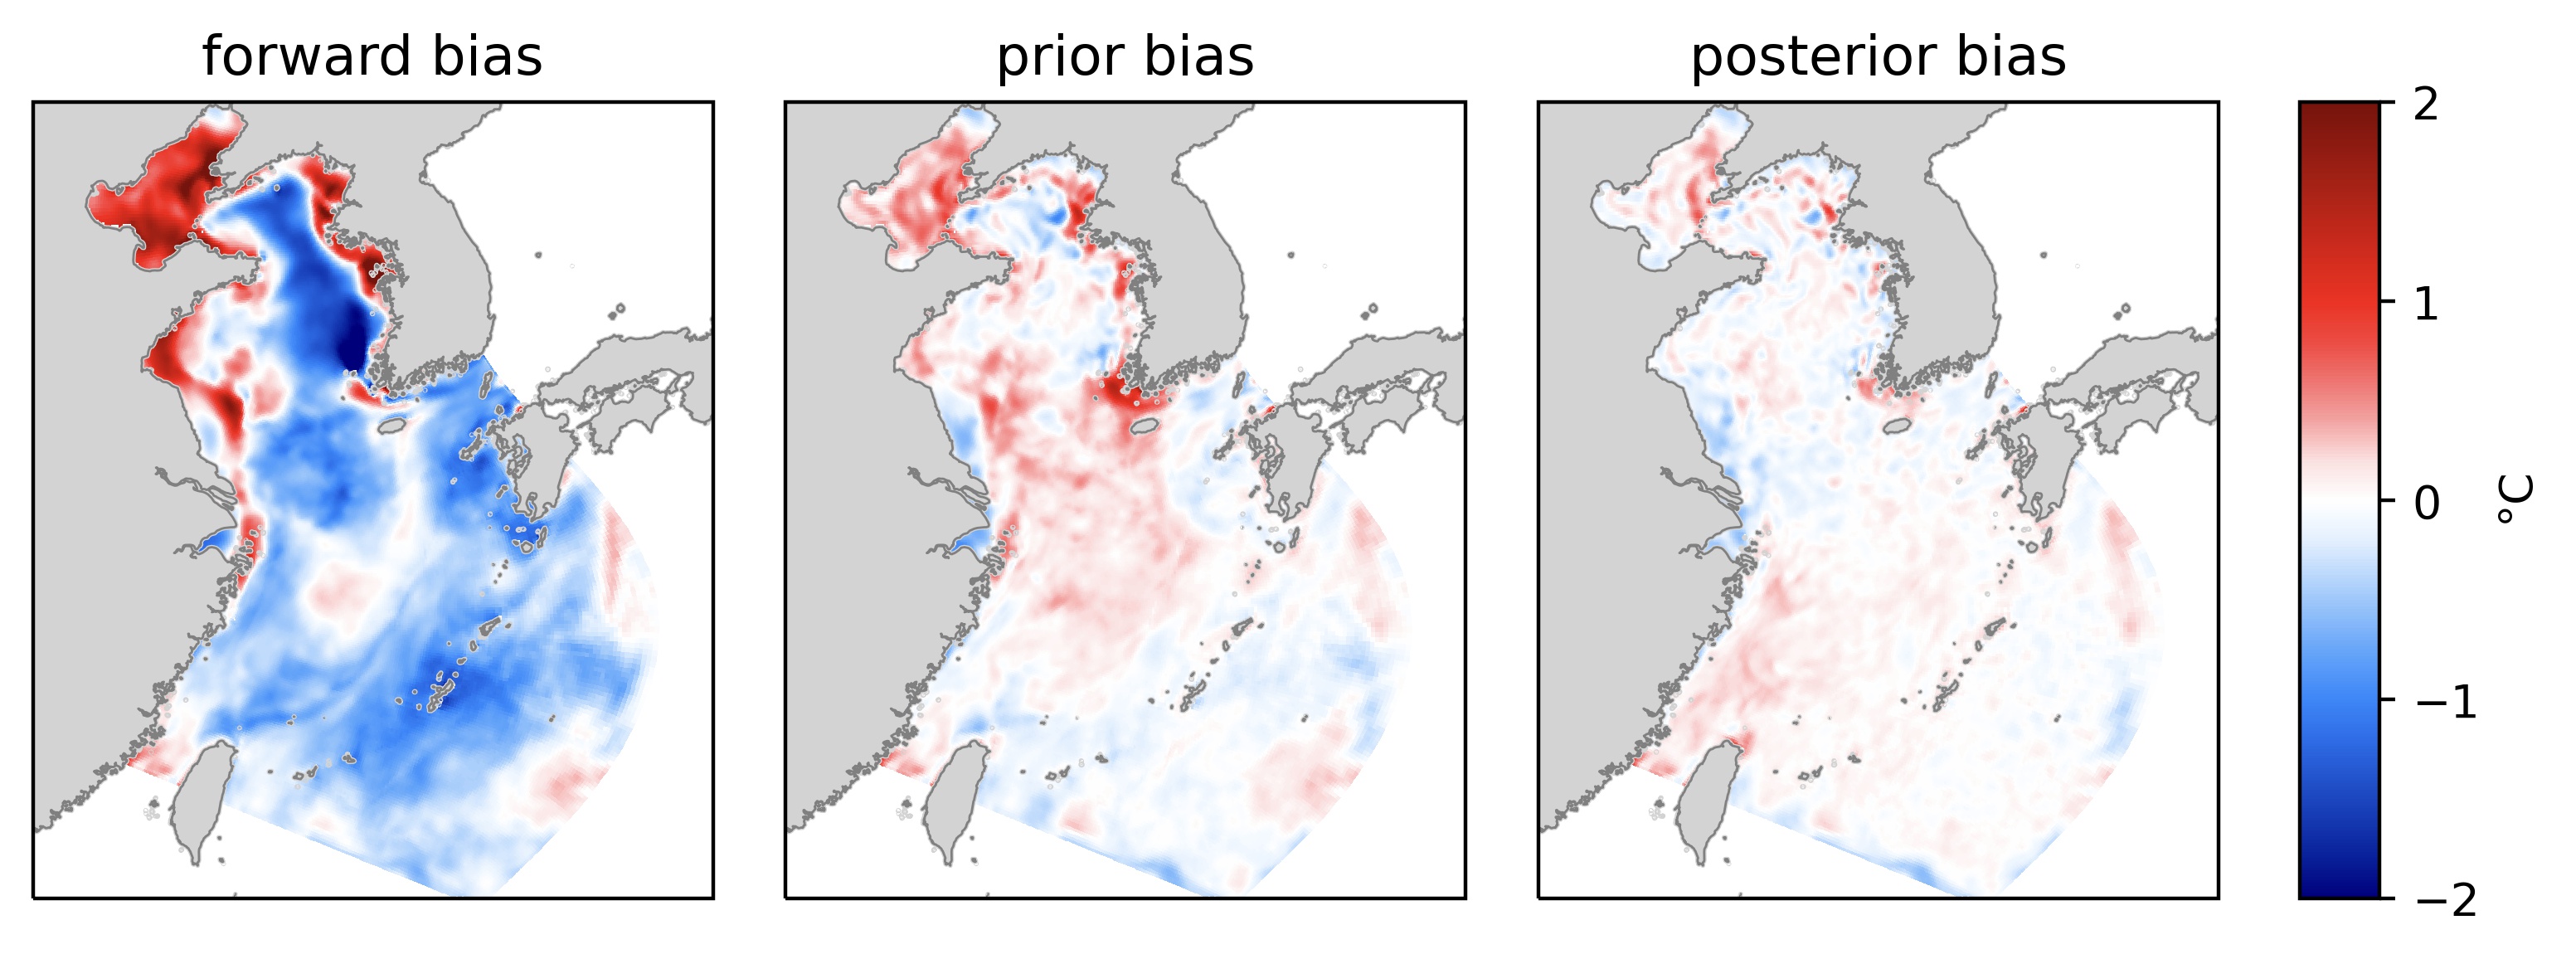 forward bias
prior bias
posterior bias
2
1
0
−1
−2
°C